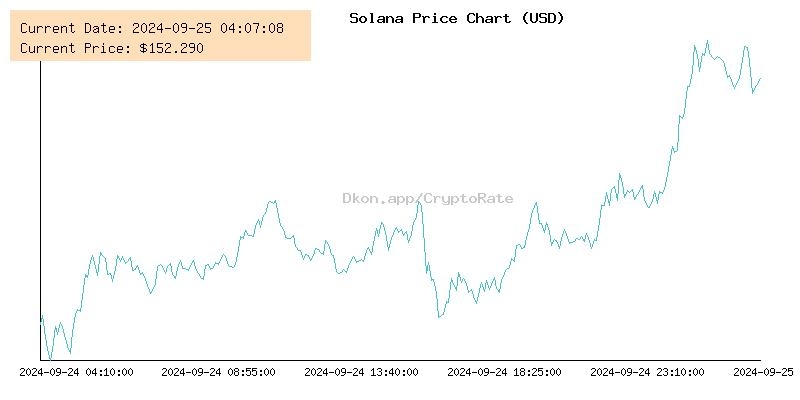 Solana Price Chart (USD)
Current Date: 2024-09-25 04:07:08
Current Price: $152.290
Dkon.app/CryptoRate
2024-09-24 04:10:00 2024-09-24 08:55:00 2024-09-24 13:40:00 2024-09-24 18:25:00 2024-09-24 23:10:00 2024-09-25